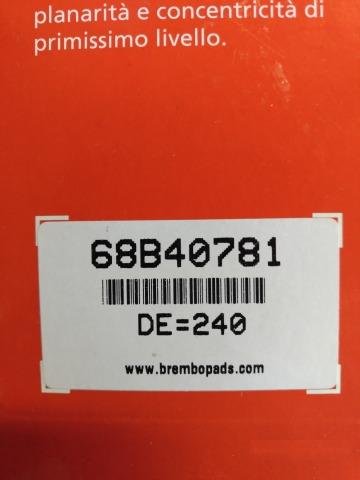 planarità e concentricità di
primissimo livello.
68B40781
DE=240
www.brembopads.com